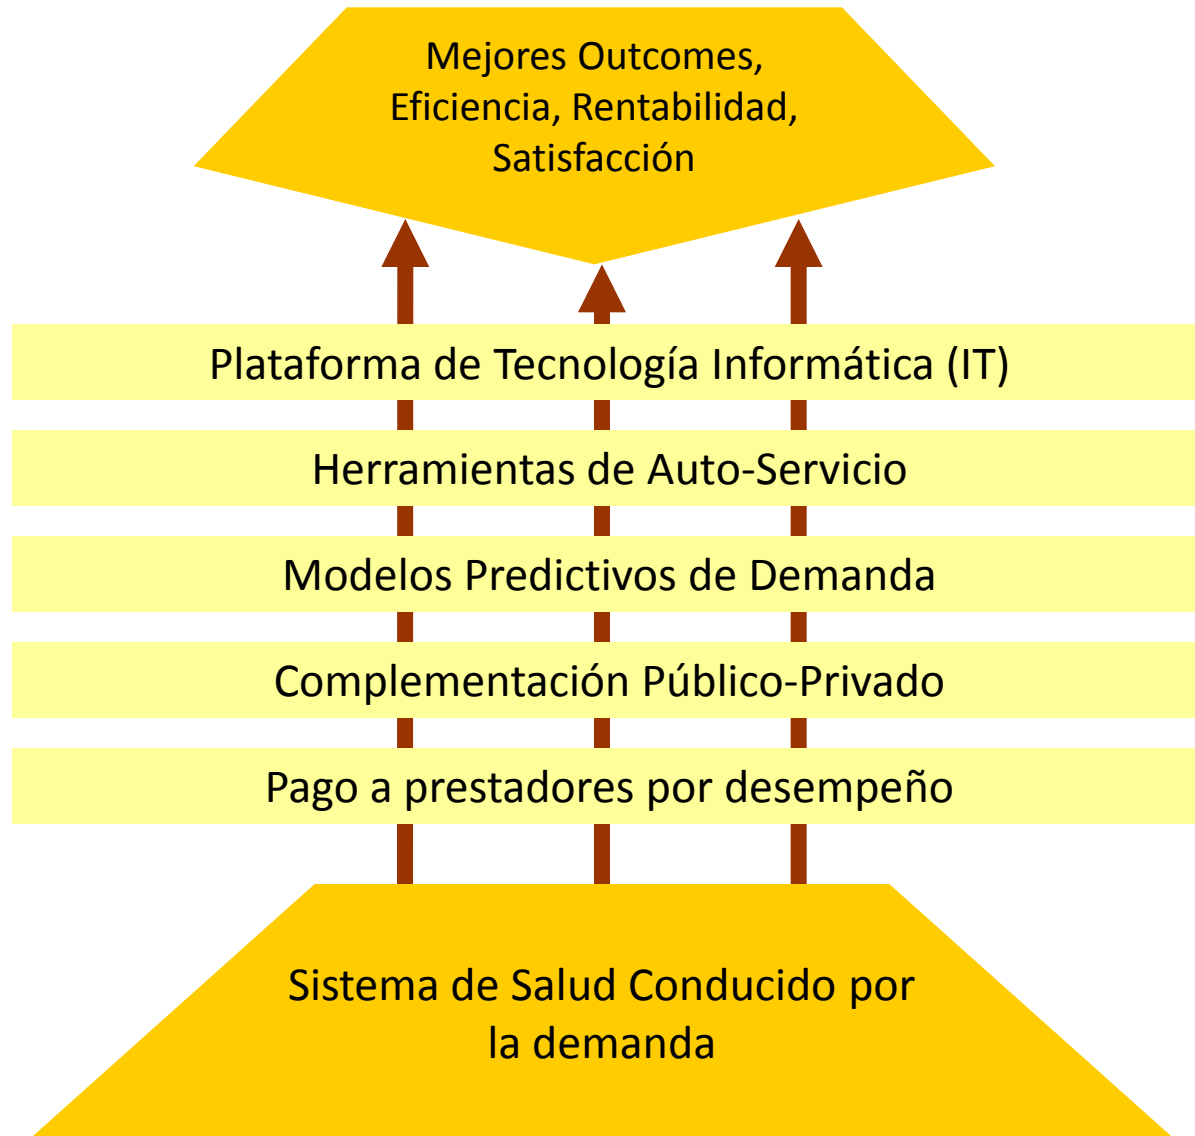 Mejores Outcomes,
Eficiencia, Rentabilidad,
Satisfacción
Plataforma de Tecnología Informática (IT)
Herramientas de Auto-Servicio
Modelos Predictivos de Demanda
Complementación Público-Privado
Pago a prestadores por desempeño
Sistema de Salud Conducido por
la demanda